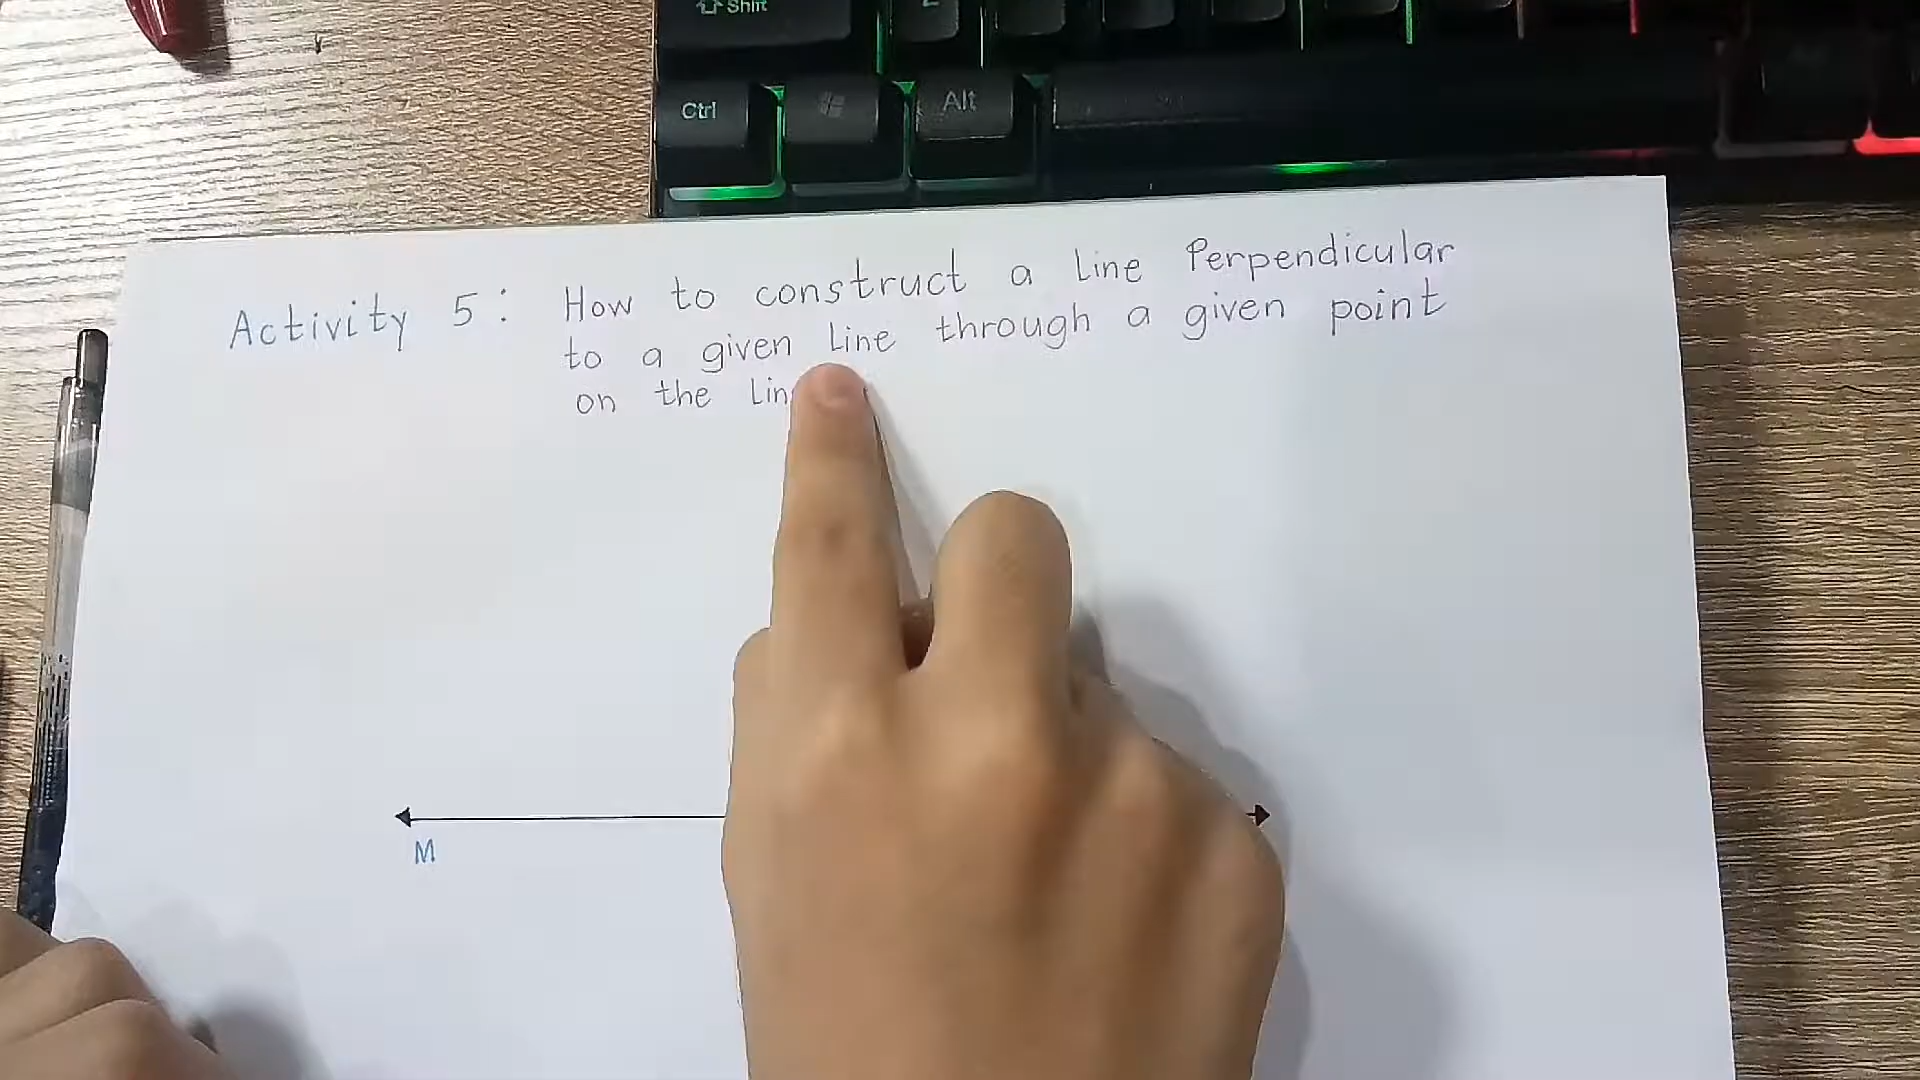 Shift
Ctrl
Alt
Activity 5: How to construct a Line Perpendicular
to a given Line through a given point
on the
M